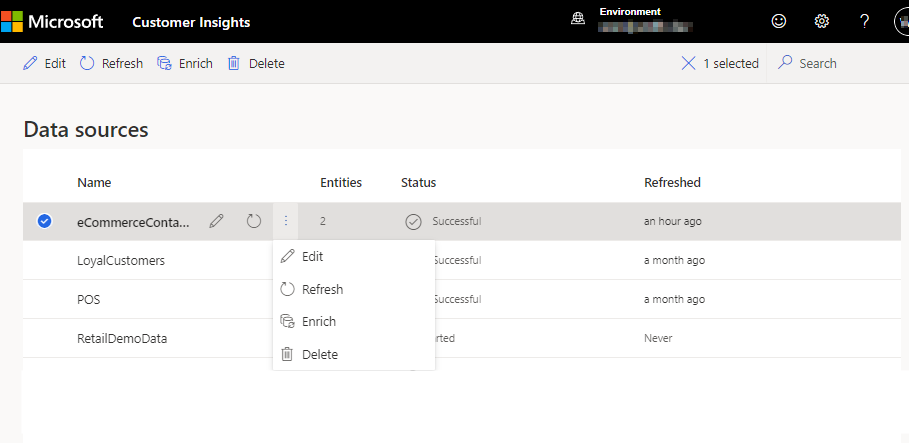 Microsoft Customer Insights
Environment
Edit Refresh Enrich Delete 1 selected Search
Data sources
Name Entities Status Refreshed
eCommerceConta... 2 Successful an hour ago
LoyalCustomers Successful a month ago
POS Successful a month ago
RetailDemoData rted Never
Edit
Refresh
Enrich
Delete